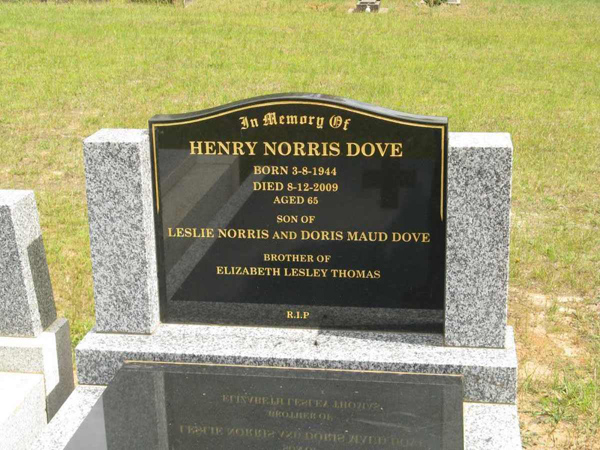 In Memory Of
HENRY NORRIS DOVE
BORN 3-8-1944
DIED 8-12-2009
AGED 65
SON OF
LESLIE NORRIS AND DORIS MAUD DOVE
BROTHER OF
ELIZABETH LESLEY THOMAS
R.I.P